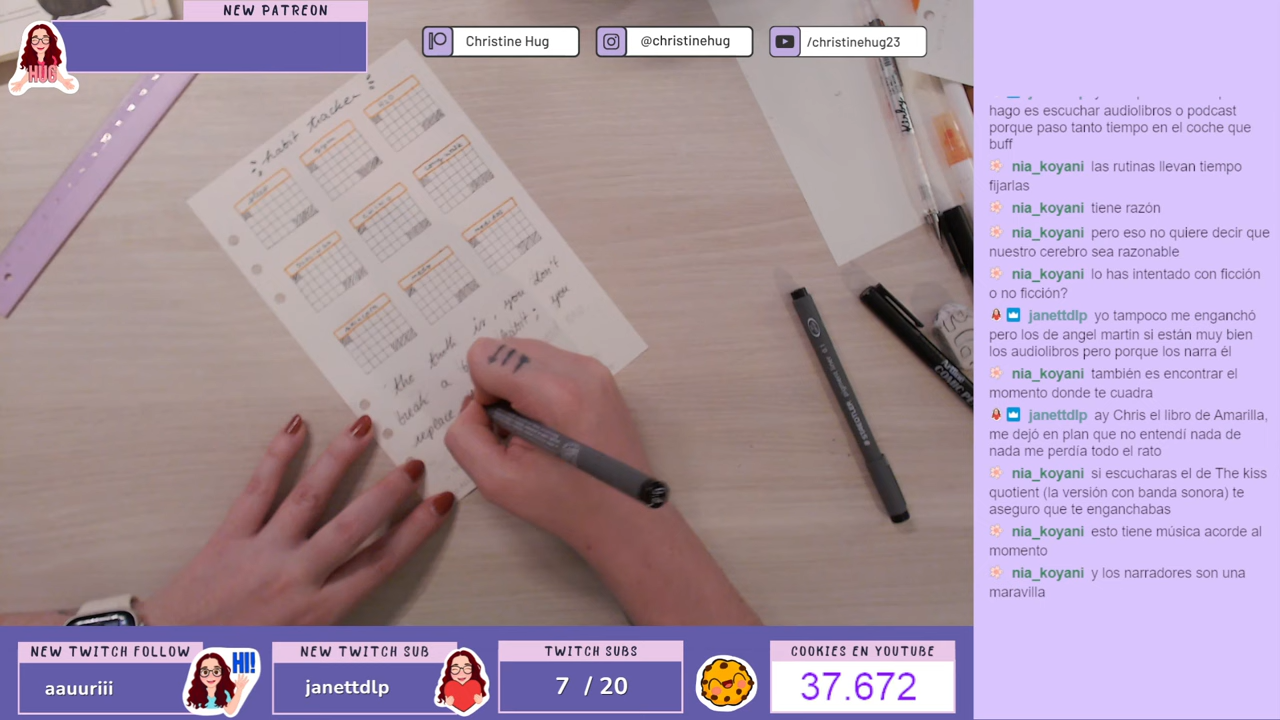 NEW PATREON
HUG
Christine Hug
@christinehug
/christinehug23
habit tracker
the truth is, you don't
break a habit; you
replace
STAEDTLER pigment liner 0.1
hago es escuchar audiolibros o podcast
porque paso tanto tiempo en el coche que
buff
nia_koyani las rutinas llevan tiempo
fijarlas
nia_koyani tiene razón
nia_koyani pero eso no quiere decir que
nuestro cerebro sea razonable
nia_koyani lo has intentado con ficción
o no ficción?
janettdlp yo tampoco me enganchó
pero los de angel martin si están muy bien
los audiolibros pero porque los narra él
nia_koyani también es encontrar el
momento donde te cuadra
janettdlp ay Chris el libro de Amarilla,
me dejó en plan que no entendí nada de
nada me perdía todo el rato
nia_koyani si escucharas el de The kiss
quotient (la versión con banda sonora) te
aseguro que te enganchabas
nia_koyani esto tiene música acorde al
momento
nia_koyani y los narradores son una
maravilla
NEW TWITCH FOLLOW
aauuriii
HI!
NEW TWITCH SUB
janettdlp
TWITCH SUBS
7 / 20
COOKIES EN YOUTUBE
37.672